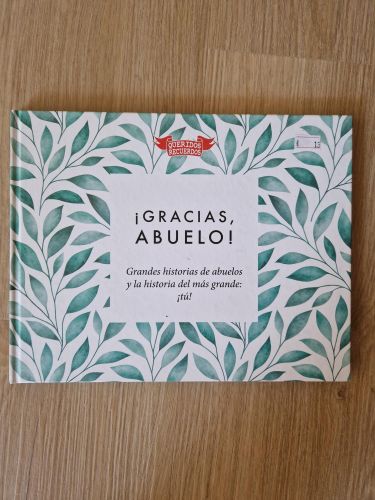 QUERIDOS
RECUERDOS
¡GRACIAS,
ABUELO!
Grandes historias de abuelos
y la historia del más grande:
¡tú!